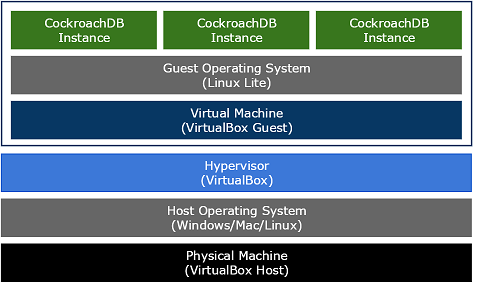 CockroachDB
Instance
CockroachDB
Instance
CockroachDB
Instance
Guest Operating System
(Linux Lite)
Virtual Machine
(VirtualBox Guest)
Hypervisor
(VirtualBox)
Host Operating System
(Windows/Mac/Linux)
Physical Machine
(VirtualBox Host)